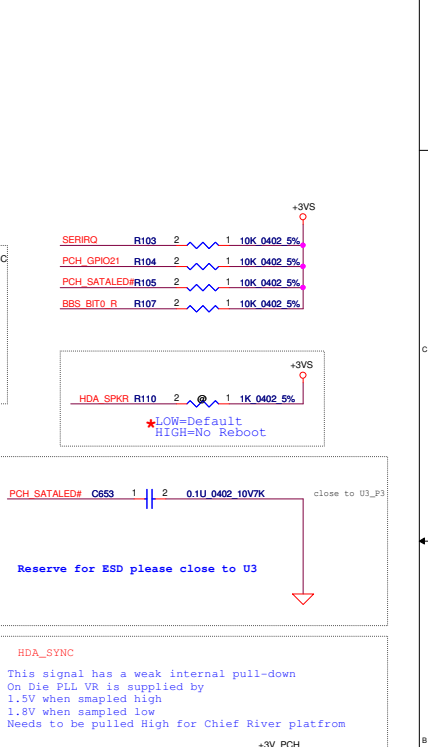 +3VS
SERIRQ R103 2 1 10K_0402_5%
C
PCH_GPIO21 R104 2 1 10K_0402_5%
PCH_SATALED# R105 2 1 10K_0402_5%
BBS_BIT0_R R107 2 1 10K_0402_5%
C
+3VS
HDA_SPKR R110 2 @ 1 1K_0402_5%
*LOW=Default
HIGH=No Reboot
PCH_SATALED# C653 1 2 0.1U_0402_10V7K close to U3_P3
Reserve for ESD please close to U3
HDA_SYNC
This signal has a weak internal pull-down
On Die PLL VR is supplied by
1.5V when smapled high
1.8V when sampled low
Needs to be pulled High for Chief River platfrom
+3V_PCH
B